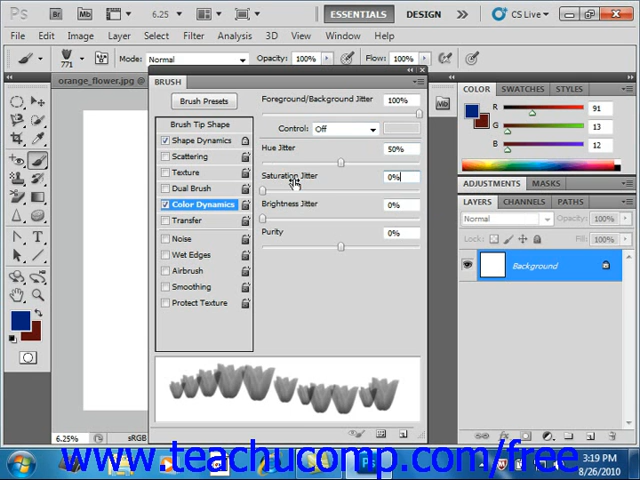 Br Mb 6.25 ESSENTIALS DESIGN >> CS Live
File Edit Image Layer Select Filter Analysis 3D View Window Help
771 Mode: Normal Opacity: 100% Flow: 100%
orange_flower.jpg
BRUSH
Brush Presets
Brush Tip Shape
Shape Dynamics
Scattering
Texture
Dual Brush
Color Dynamics
Transfer
Noise
Wet Edges
Airbrush
Smoothing
Protect Texture
Foreground/Background Jitter 100%
Control: Off
Hue Jitter 50%
Saturation Jitter 0%
Brightness Jitter 0%
Purity 0%
Mb
COLOR SWATCHES STYLES
R 91
G 13
B 12
ADJUSTMENTS MASKS
LAYERS CHANNELS PATHS
Normal Opacity:
Lock: Fill:
Background
6.25% sRGB
www.teachucomp.com/free
3:19 PM
8/26/2010